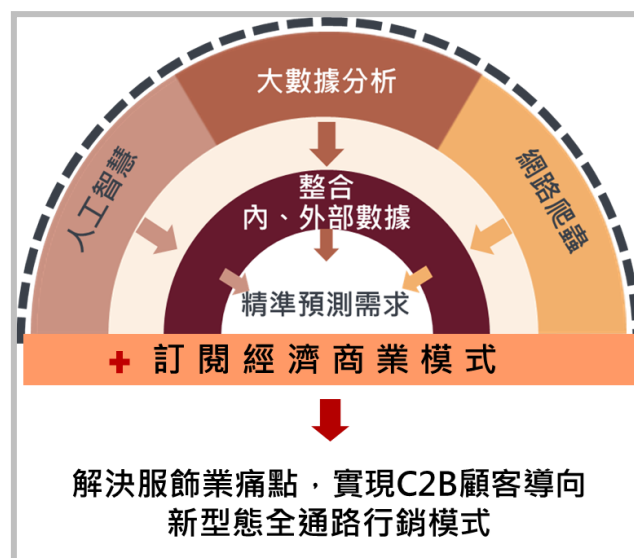 大數據分析
人工智慧
網路爬蟲
整合
內、外部數據
精準預測需求
+ 訂閱經濟商業模式
解決服飾業痛點，實現C2B顧客導向
新型態全通路行銷模式